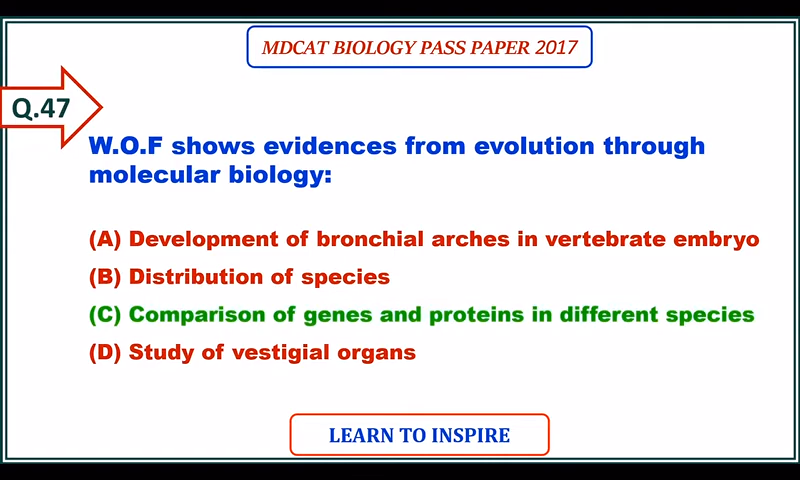 MDCAT BIOLOGY PASS PAPER 2017
Q.47
W.O.F shows evidences from evolution through
molecular biology:
(A) Development of bronchial arches in vertebrate embryo
(B) Distribution of species
(C) Comparison of genes and proteins in different species
(D) Study of vestigial organs
LEARN TO INSPIRE